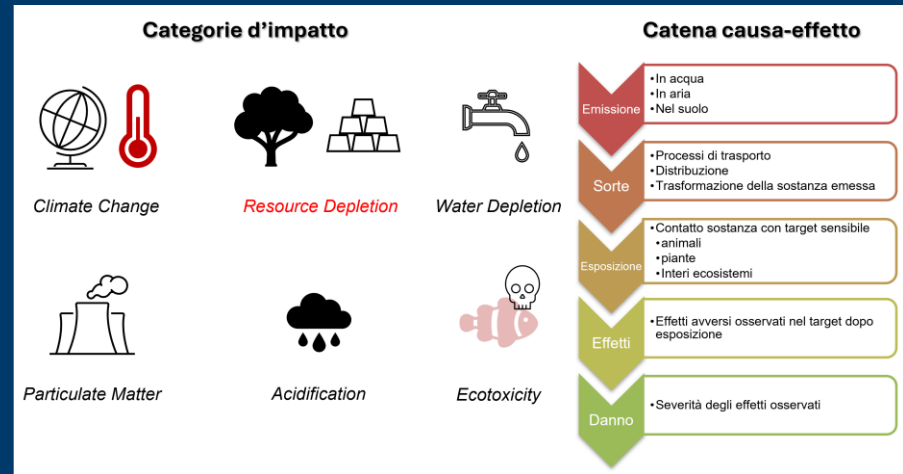 Categorie d'impatto
Climate Change
Resource Depletion
Water Depletion
Particulate Matter
Acidification
Ecotoxicity
Catena causa-effetto
Emissione
•In acqua
•In aria
•Nel suolo
Sorte
•Processi di trasporto
•Distribuzione
•Trasformazione della sostanza emessa
Esposizione
•Contatto sostanza con target sensibile
•animali
•piante
•Interi ecosistemi
Effetti
•Effetti avversi osservati nel target dopo
esposizione
Danno
•Severità degli effetti osservati